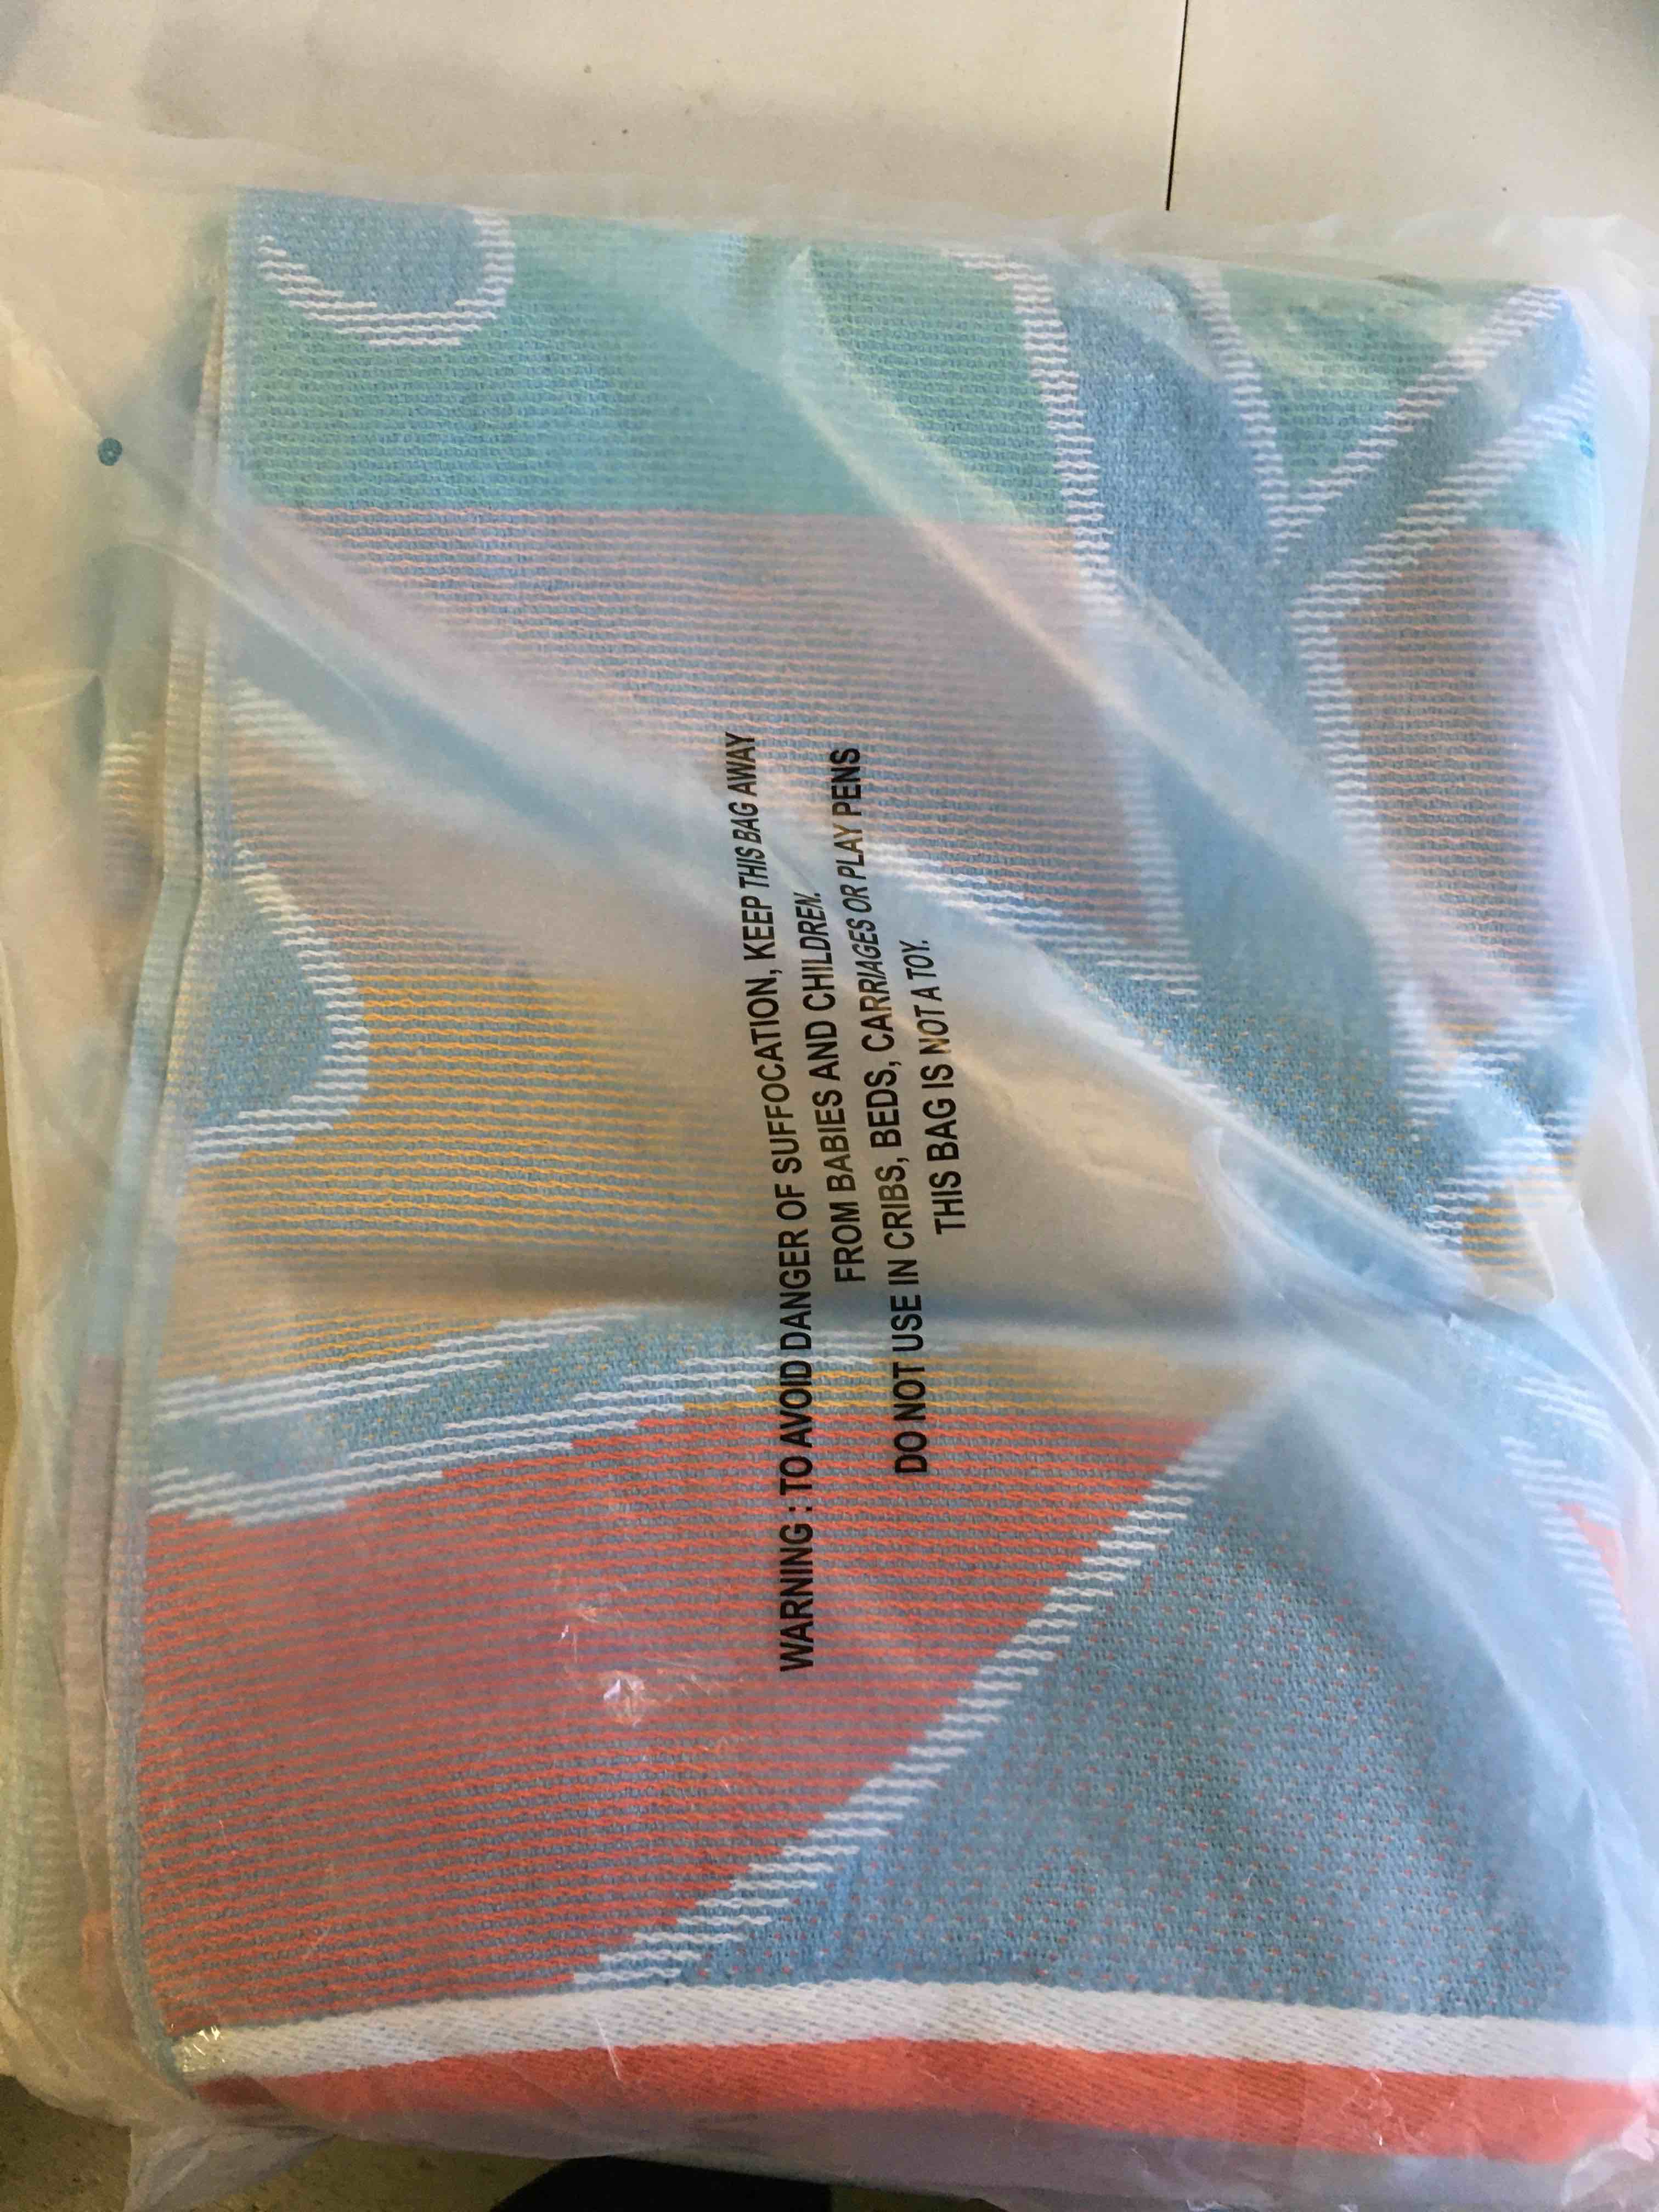 WARNING : TO AVOID DANGER OF SUFFOCATION, KEEP THIS BAG AWAY
FROM BABIES AND CHILDREN.
DO NOT USE IN CRIBS, BEDS, CARRIAGES OR PLAY PENS
THIS BAG IS NOT A TOY.